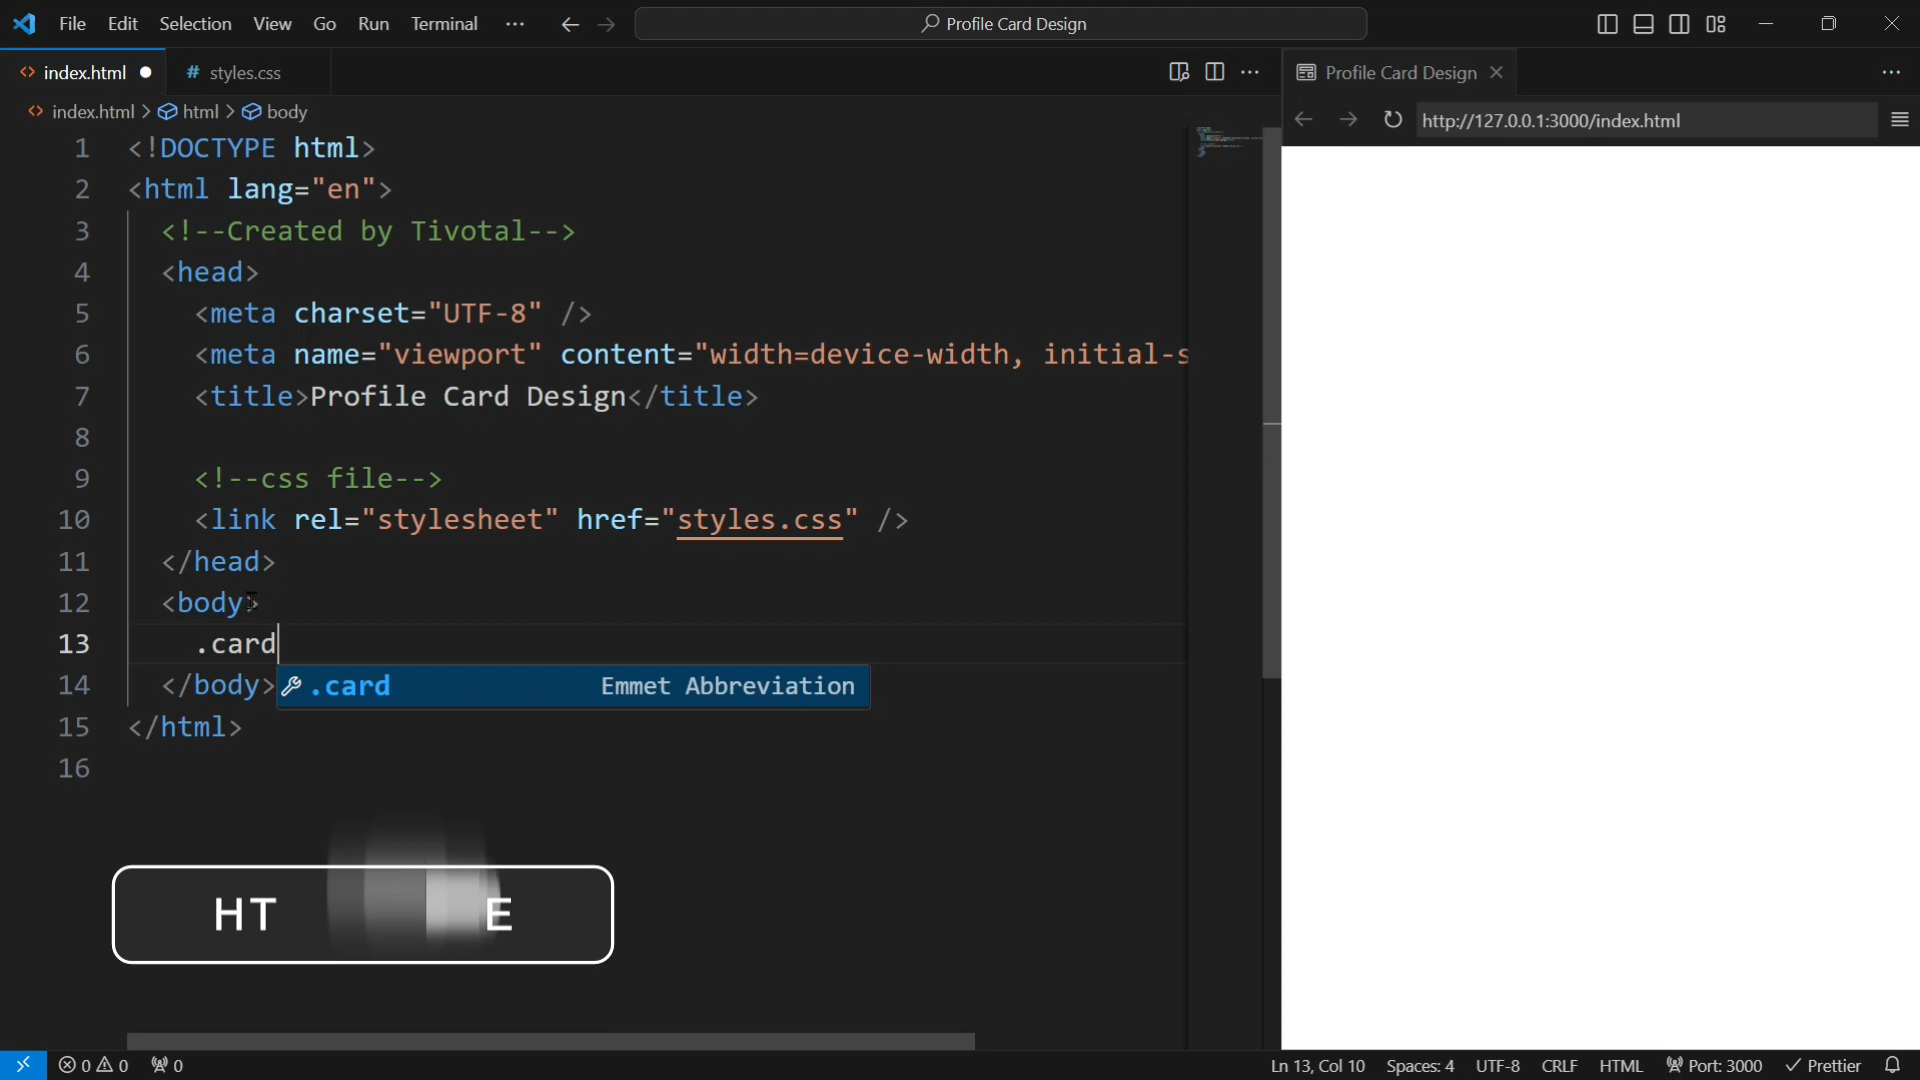 File Edit Selection View Go Run Terminal ··· Profile Card Design
index.html # styles.css Profile Card Design
index.html > html > body http://127.0.0.1:3000/index.html
1 <!DOCTYPE html>
2 <html lang="en">
3 <!--Created by Tivotal-->
4 <head>
5 <meta charset="UTF-8" />
6 <meta name="viewport" content="width=device-width, initial-s
7 <title>Profile Card Design</title>
8
9 <!--css file-->
10 <link rel="stylesheet" href="styles.css" />
11 </head>
12 <body>
13 .card
14 </body> .card Emmet Abbreviation
15 </html>
16
HT E
0 0 0 Ln 13, Col 10 Spaces: 4 UTF-8 CRLF HTML Port: 3000 Prettier